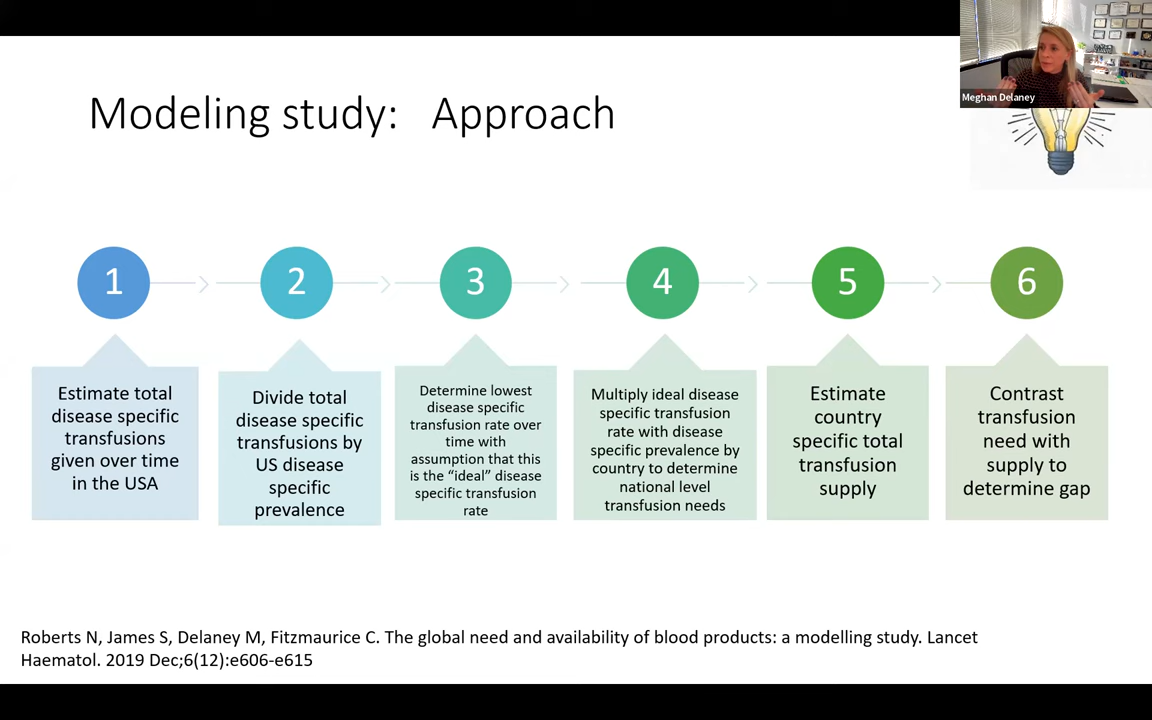 Meghan Delaney
Modeling study: Approach
1
2
3
4
5
6
Estimate total
disease specific
transfusions
given over time
in the USA
Divide total
disease specific
transfusions by
US disease
specific
prevalence
Determine lowest
disease specific
transfusion rate over
time with
assumption that this
is the “ideal” disease
specific transfusion
rate
Multiply ideal disease
specific transfusion
rate with disease
specific prevalence by
country to determine
national level
transfusion needs
Estimate
country
specific total
transfusion
supply
Contrast
transfusion
need with
supply to
determine gap
Roberts N, James S, Delaney M, Fitzmaurice C. The global need and availability of blood products: a modelling study. Lancet
Haematol. 2019 Dec;6(12):e606-e615